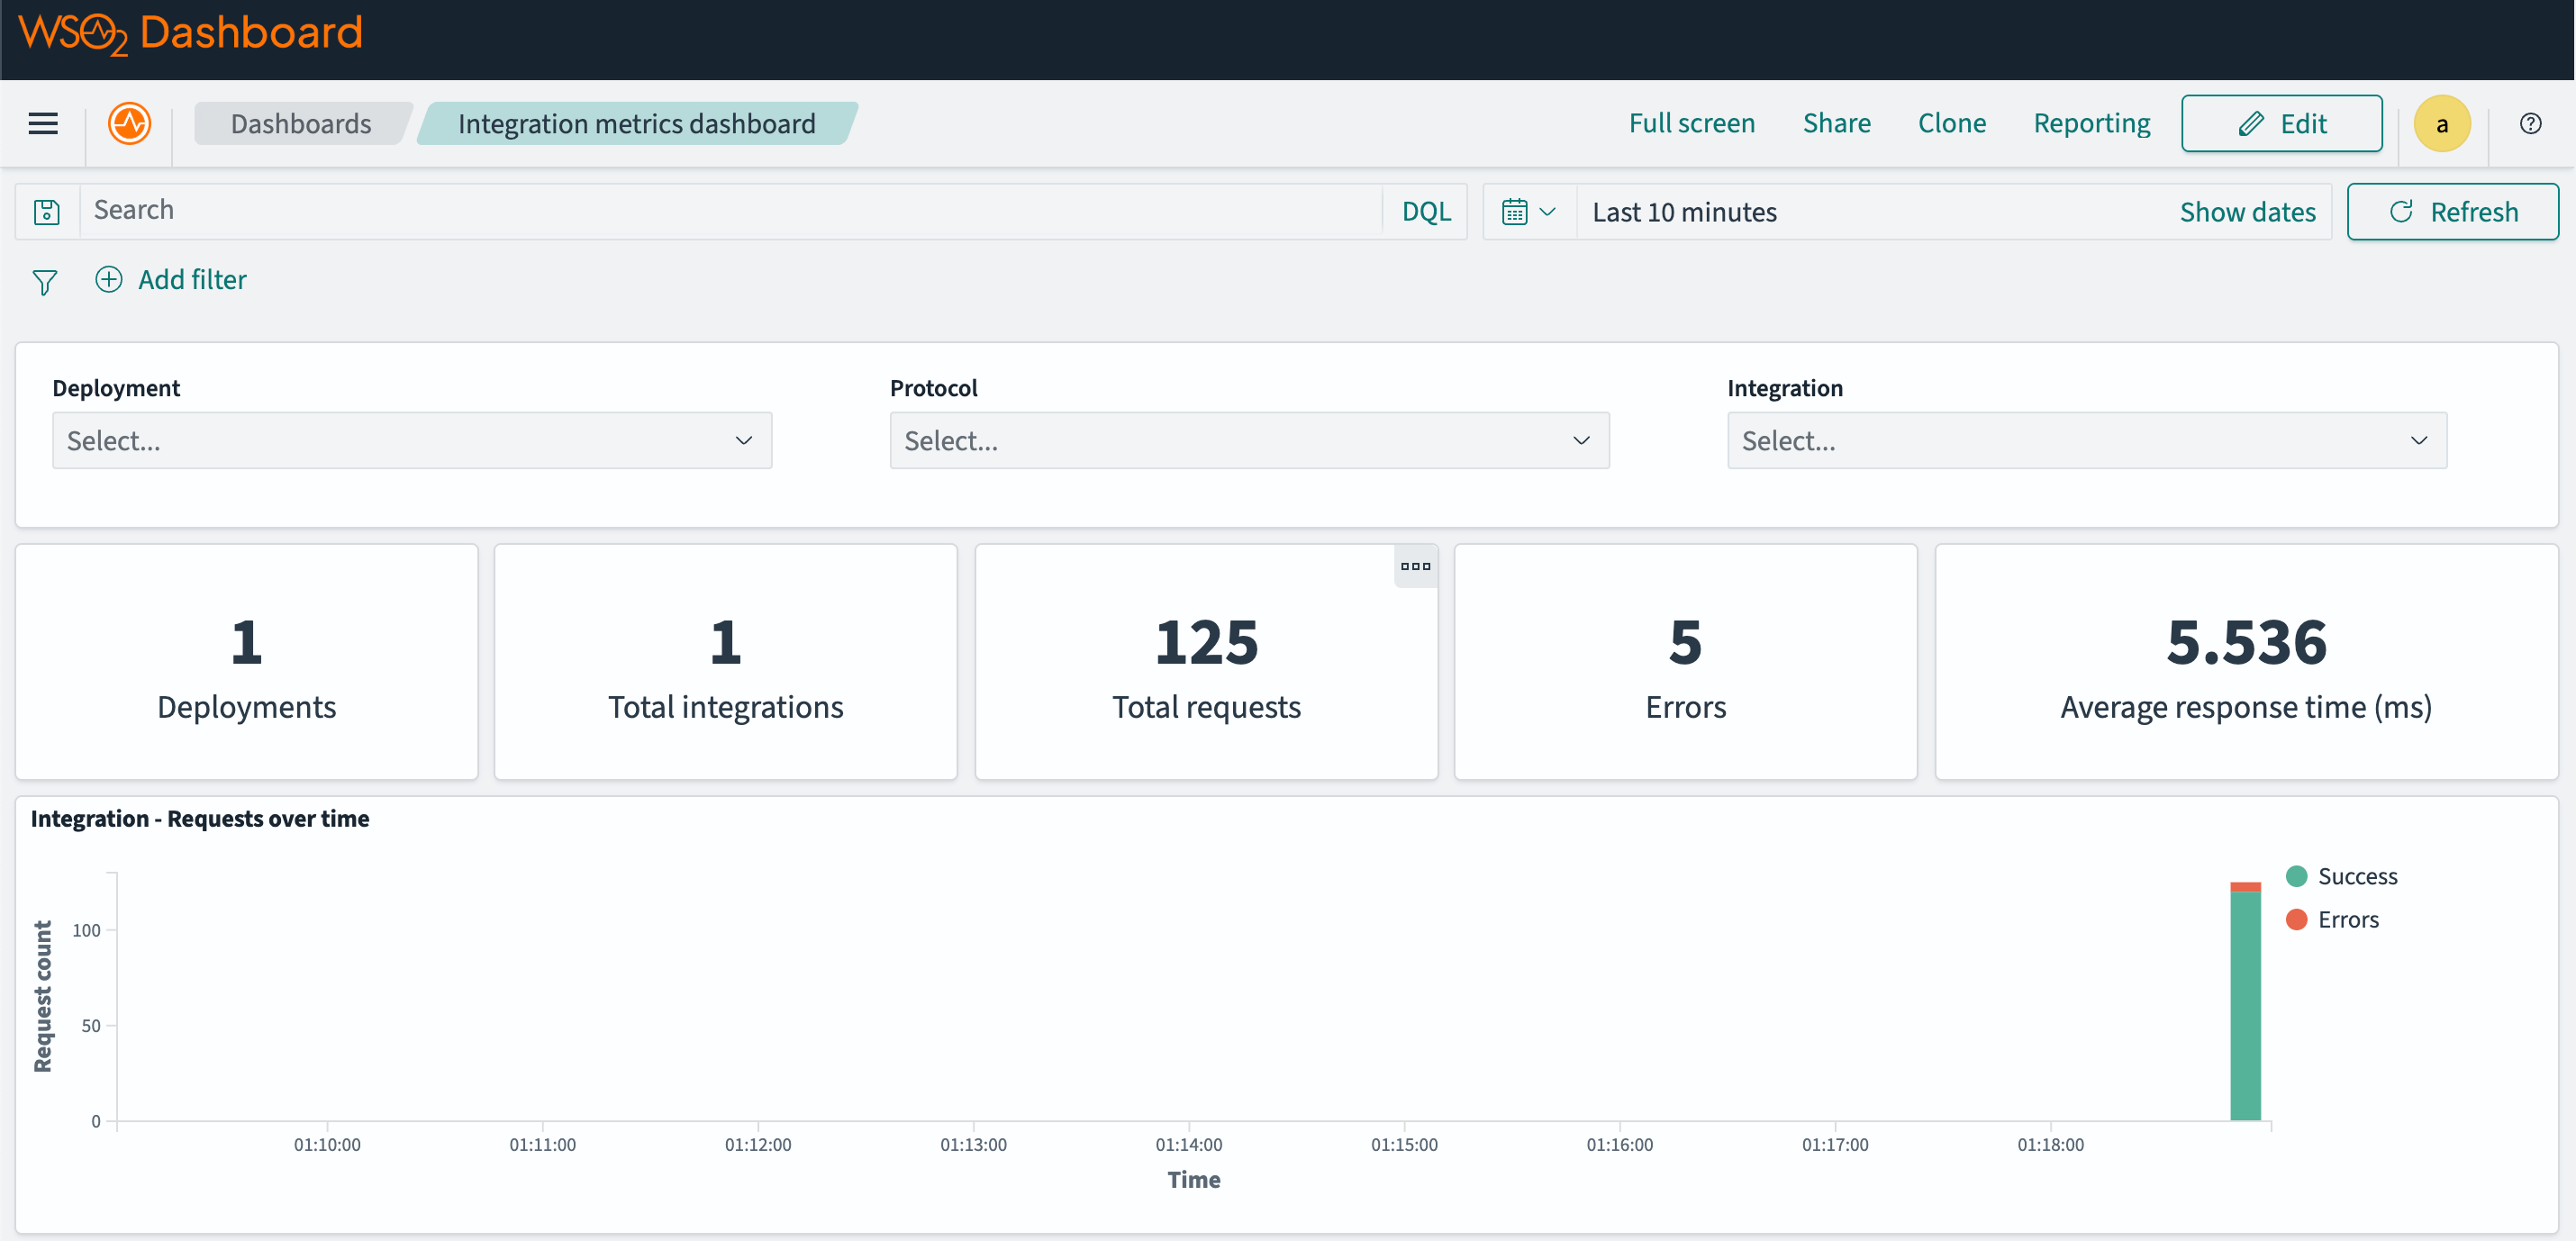 WSO2 Dashboard
Dashboards
Integration metrics dashboard
Full screen
Share
Clone
Reporting
Edit
a
Search
DQL
Last 10 minutes
Show dates
Refresh
Add filter
Deployment
Protocol
Integration
Select...
Select...
Select...
1
Deployments
1
Total integrations
125
Total requests
5
Errors
5.536
Average response time (ms)
Integration - Requests over time
Request count
100
50
0
01:10:00
01:11:00
01:12:00
01:13:00
01:14:00
01:15:00
01:16:00
01:17:00
01:18:00
Time
Success
Errors